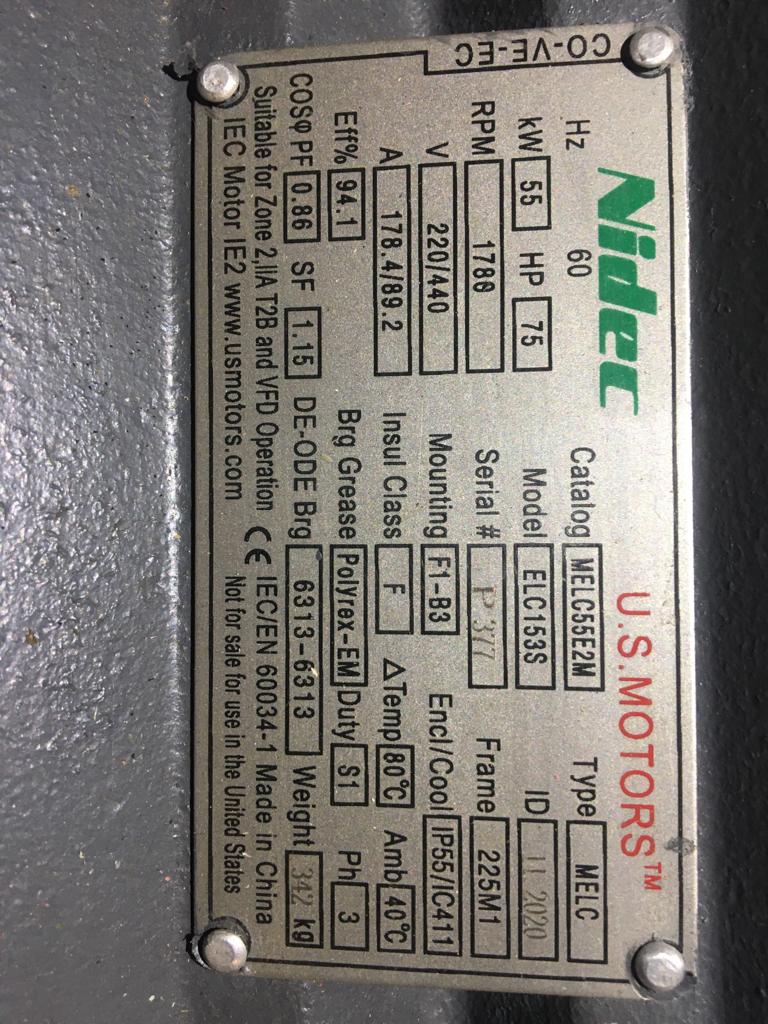 CO-VE-EC
Nidec U.S.MOTORS™
Hz 60 Catalog MELC55E2M Type MELC
kW 55 HP 75 Model ELC153S ID 11 2020
RPM 1780 Serial # P 377 Frame 225M1
V 220/440 Mounting F1-B3 Encl/Cool IP55/IC411
A 178.4/89.2 Insul Class F ΔTemp 80°C Amb 40°C
Eff% 94.1 Brg Grease Polyrex-EM Duty S1 Ph 3
COSφ PF 0.86 SF 1.15 DE-ODE Brg 6313-6313 Weight 342 kg
Suitable for Zone 2,IIA T2B and VFD Operation CE IEC/EN 60034-1 Made in China
IEC Motor IE2 www.usmotors.com Not for sale for use in the United States